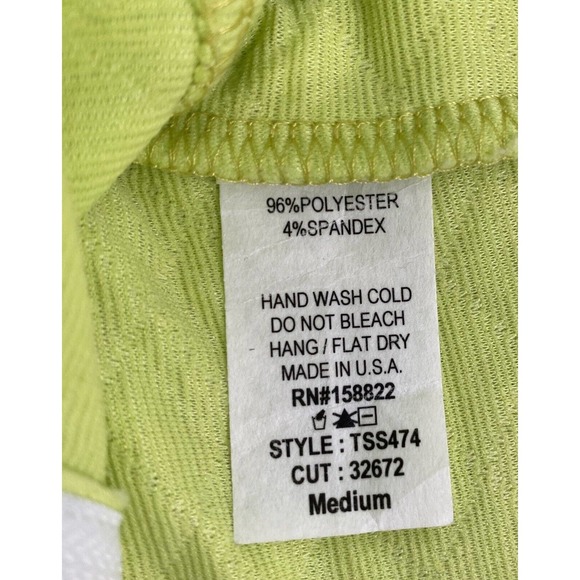 96%POLYESTER
4%SPANDEX
HAND WASH COLD
DO NOT BLEACH
HANG / FLAT DRY
MADE IN U.S.A.
RN#158822
STYLE : TSS474
CUT : 32672
Medium